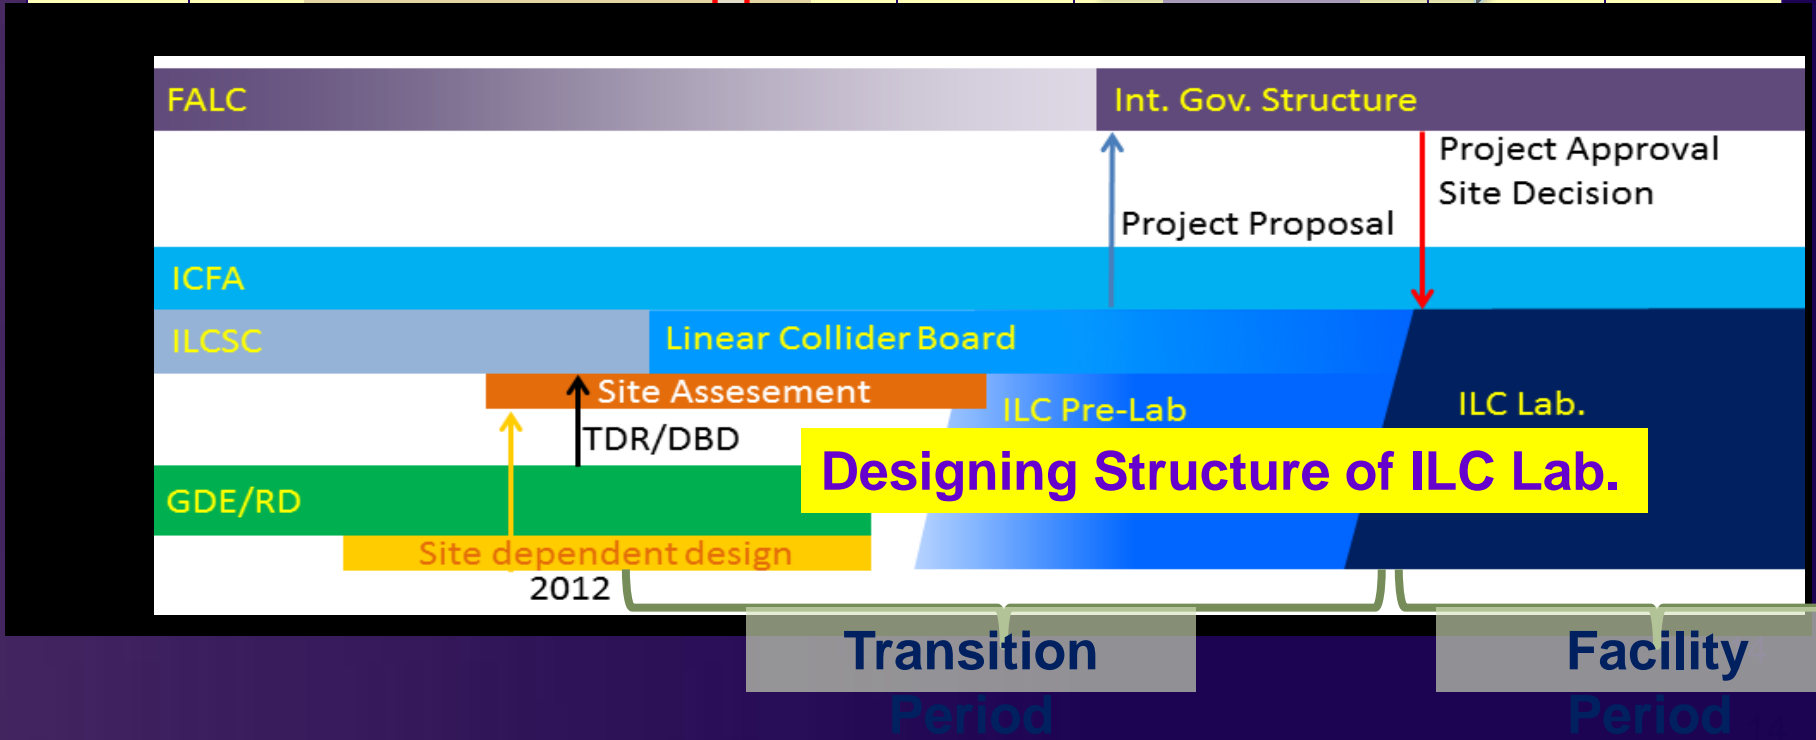 FALC
Int. Gov. Structure
Project Approval
Site Decision
Project Proposal
ICFA
ILCSC
Linear Collider Board
Site Assesement
ILC Pre-Lab
ILC Lab.
TDR/DBD
Designing Structure of ILC Lab.
GDE/RD
Site dependent design
2012
Transition
Period
Facility
Period